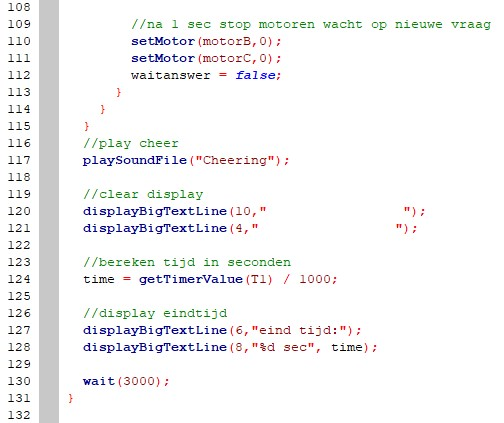 108
109 //na 1 sec stop motoren wacht op nieuwe vraag
110 setMotor(motorB,0);
111 setMotor(motorC,0);
112 waitanswer = false;
113 }
114 }
115 }
116 //play cheer
117 playSoundFile("Cheering");
118
119 //clear display
120 displayBigTextLine(10,"                  ");
121 displayBigTextLine(4,"                  ");
122
123 //bereken tijd in seconden
124 time = getTimerValue(T1) / 1000;
125
126 //display eindtijd
127 displayBigTextLine(6,"eind tijd:");
128 displayBigTextLine(8,"%d sec", time);
129
130 wait(3000);
131 }
132